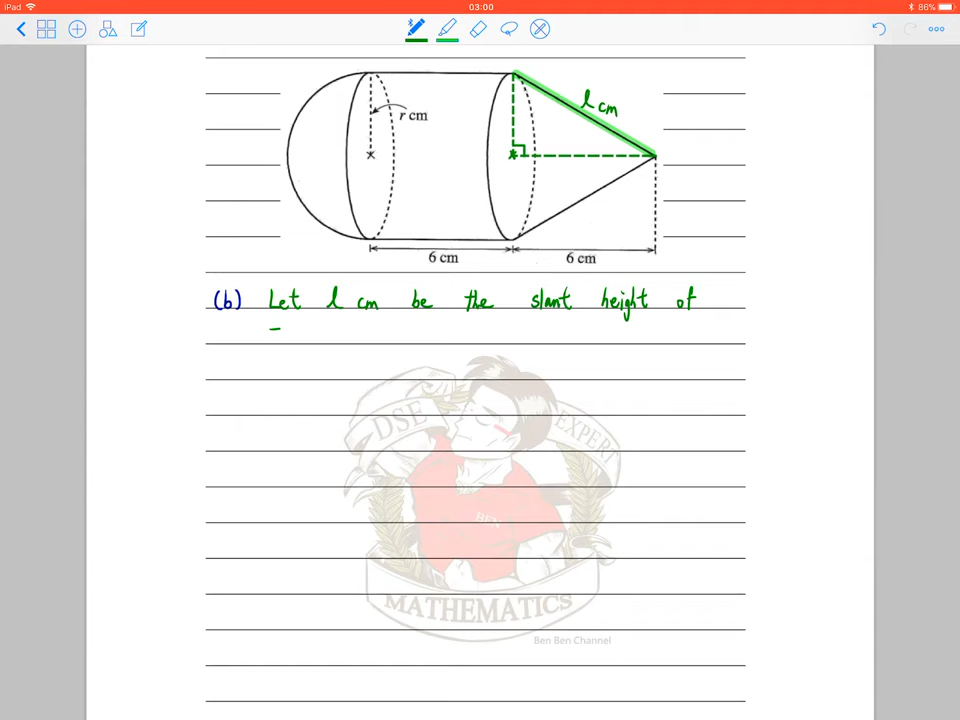 iPad
03:00
86%
r cm
l cm
6 cm
6 cm
(b) Let l cm be the slant height of
DSE
EXPERT
BEN
MATHEMATICS
Ben Ben Channel